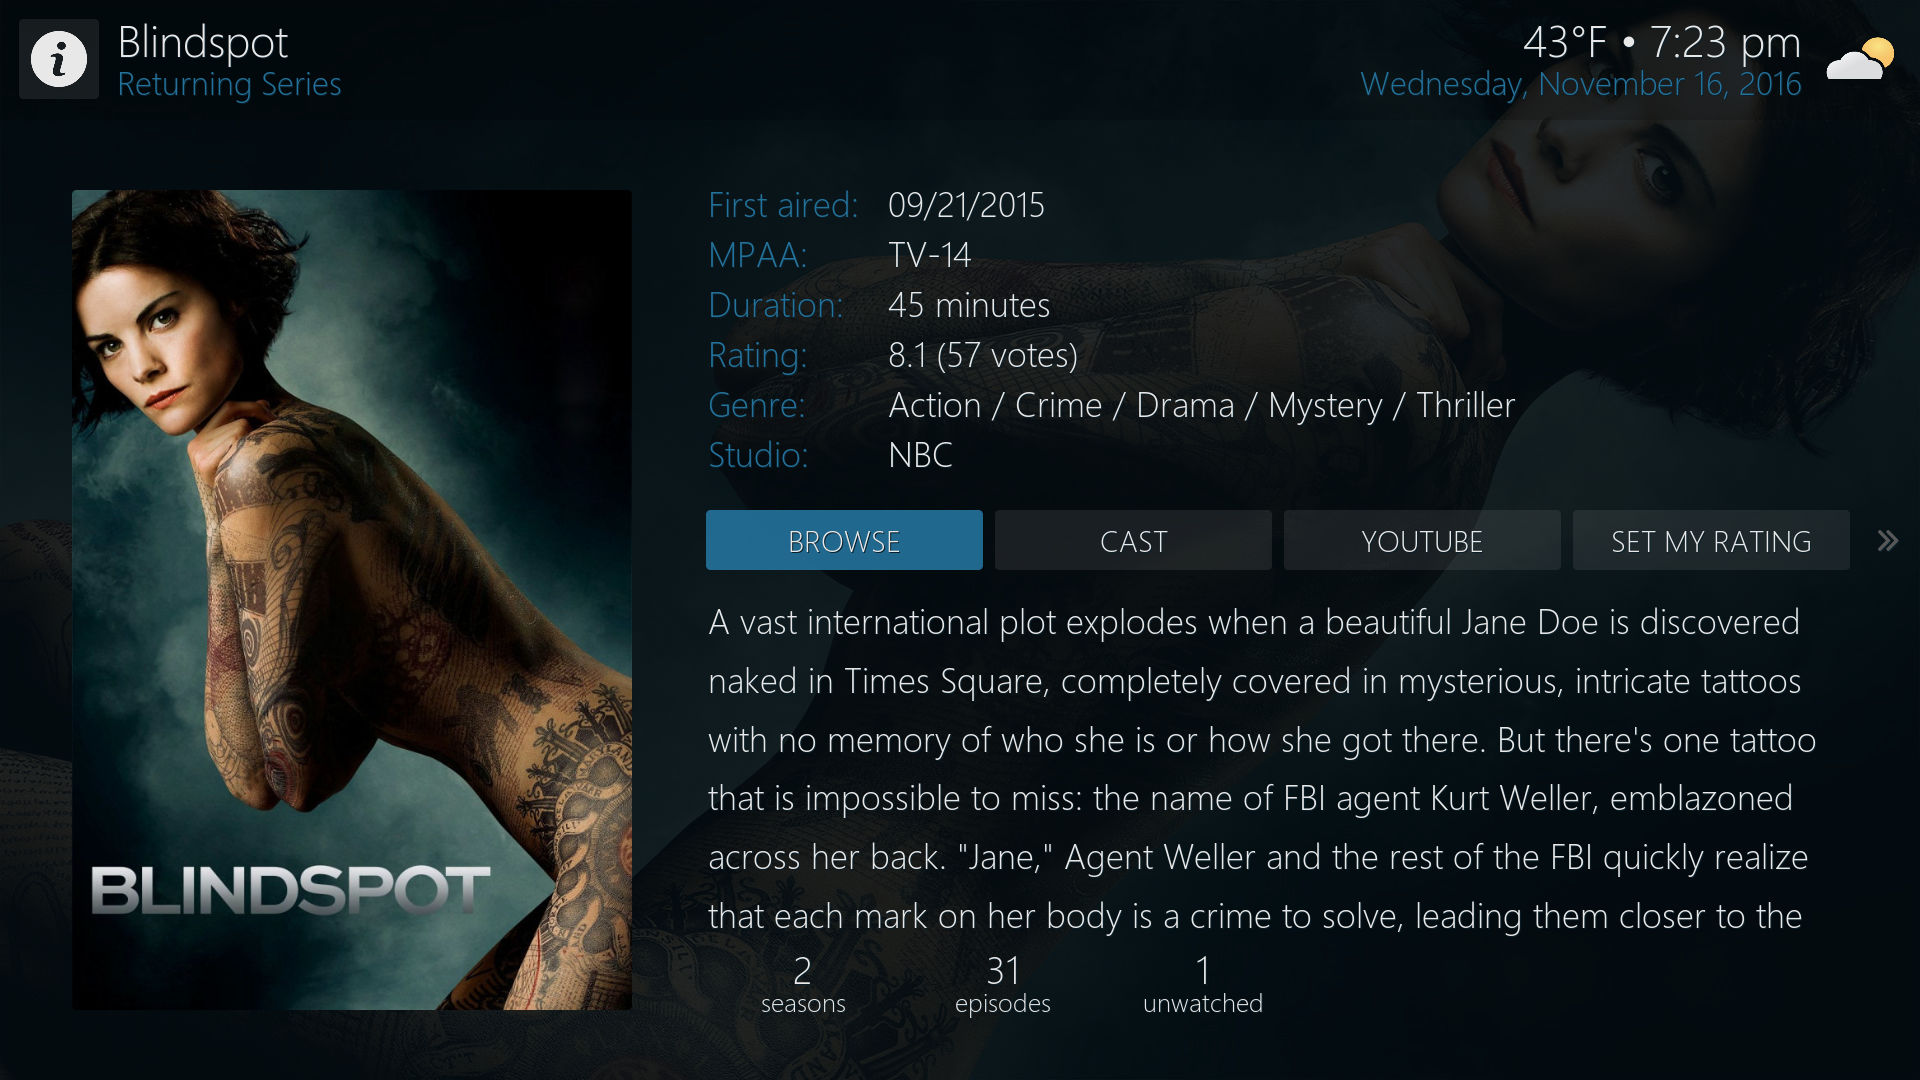 Blindspot
Returning Series
43°F • 7:23 pm
Wednesday, November 16, 2016
First aired: 09/21/2015
MPAA: TV-14
Duration: 45 minutes
Rating: 8.1 (57 votes)
Genre: Action / Crime / Drama / Mystery / Thriller
Studio: NBC
BROWSE CAST YOUTUBE SET MY RATING »
A vast international plot explodes when a beautiful Jane Doe is discovered
naked in Times Square, completely covered in mysterious, intricate tattoos
with no memory of who she is or how she got there. But there's one tattoo
that is impossible to miss: the name of FBI agent Kurt Weller, emblazoned
across her back. "Jane," Agent Weller and the rest of the FBI quickly realize
that each mark on her body is a crime to solve, leading them closer to the
2 31 1
seasons episodes unwatched
BLINDSPOT